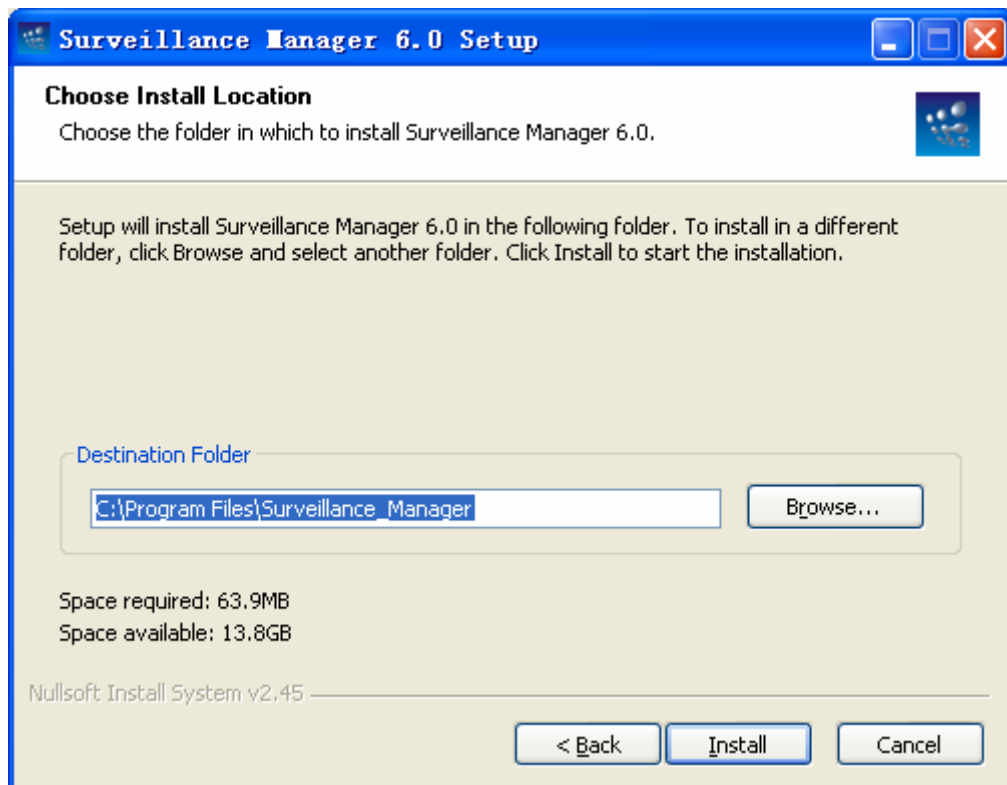 Surveillance Manager 6.0 Setup
Choose Install Location
Choose the folder in which to install Surveillance Manager 6.0.
Setup will install Surveillance Manager 6.0 in the following folder. To install in a different
folder, click Browse and select another folder. Click Install to start the installation.
Destination Folder
C:\Program Files\Surveillance_Manager
Browse...
Space required: 63.9MB
Space available: 13.8GB
Nullsoft Install System v2.45
< Back
Install
Cancel